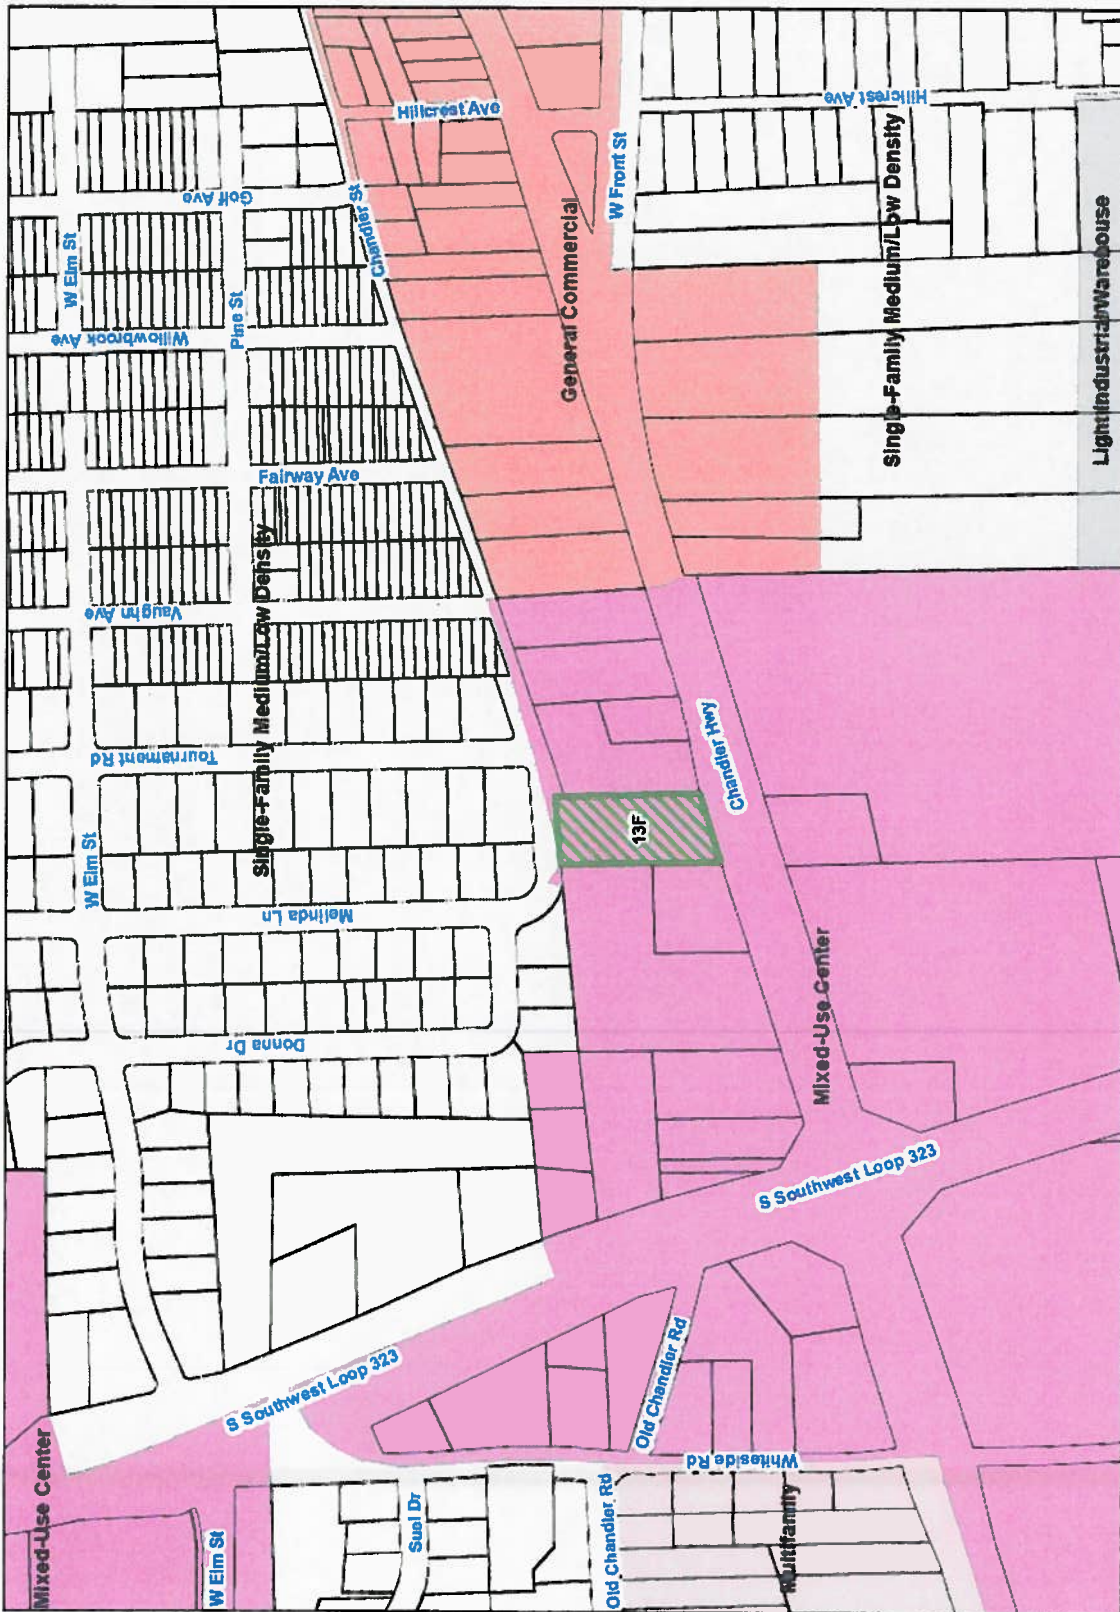 Mixed-Use Center
W Elm St
S Southwest Loop 323
Suel Dr
Old Chandler Rd
Old Chandler Rd
Whiteside Rd
Multifamily
S Southwest Loop 323
Mixed-Use Center
Donna Dr
Melinda Ln
W Elm St
Single-Family Medium/Low Density
Tournament Rd
13F
Chandler Hwy
Vaughn Ave
Fairway Ave
Willowbrook Ave
W Elm St
Pine St
Golf Ave
Chandler St
Hillcrest Ave
General Commercial
W Front St
Hillcrest Ave
Single-Family Medium/Low Density
Light Industrial/Warehouse